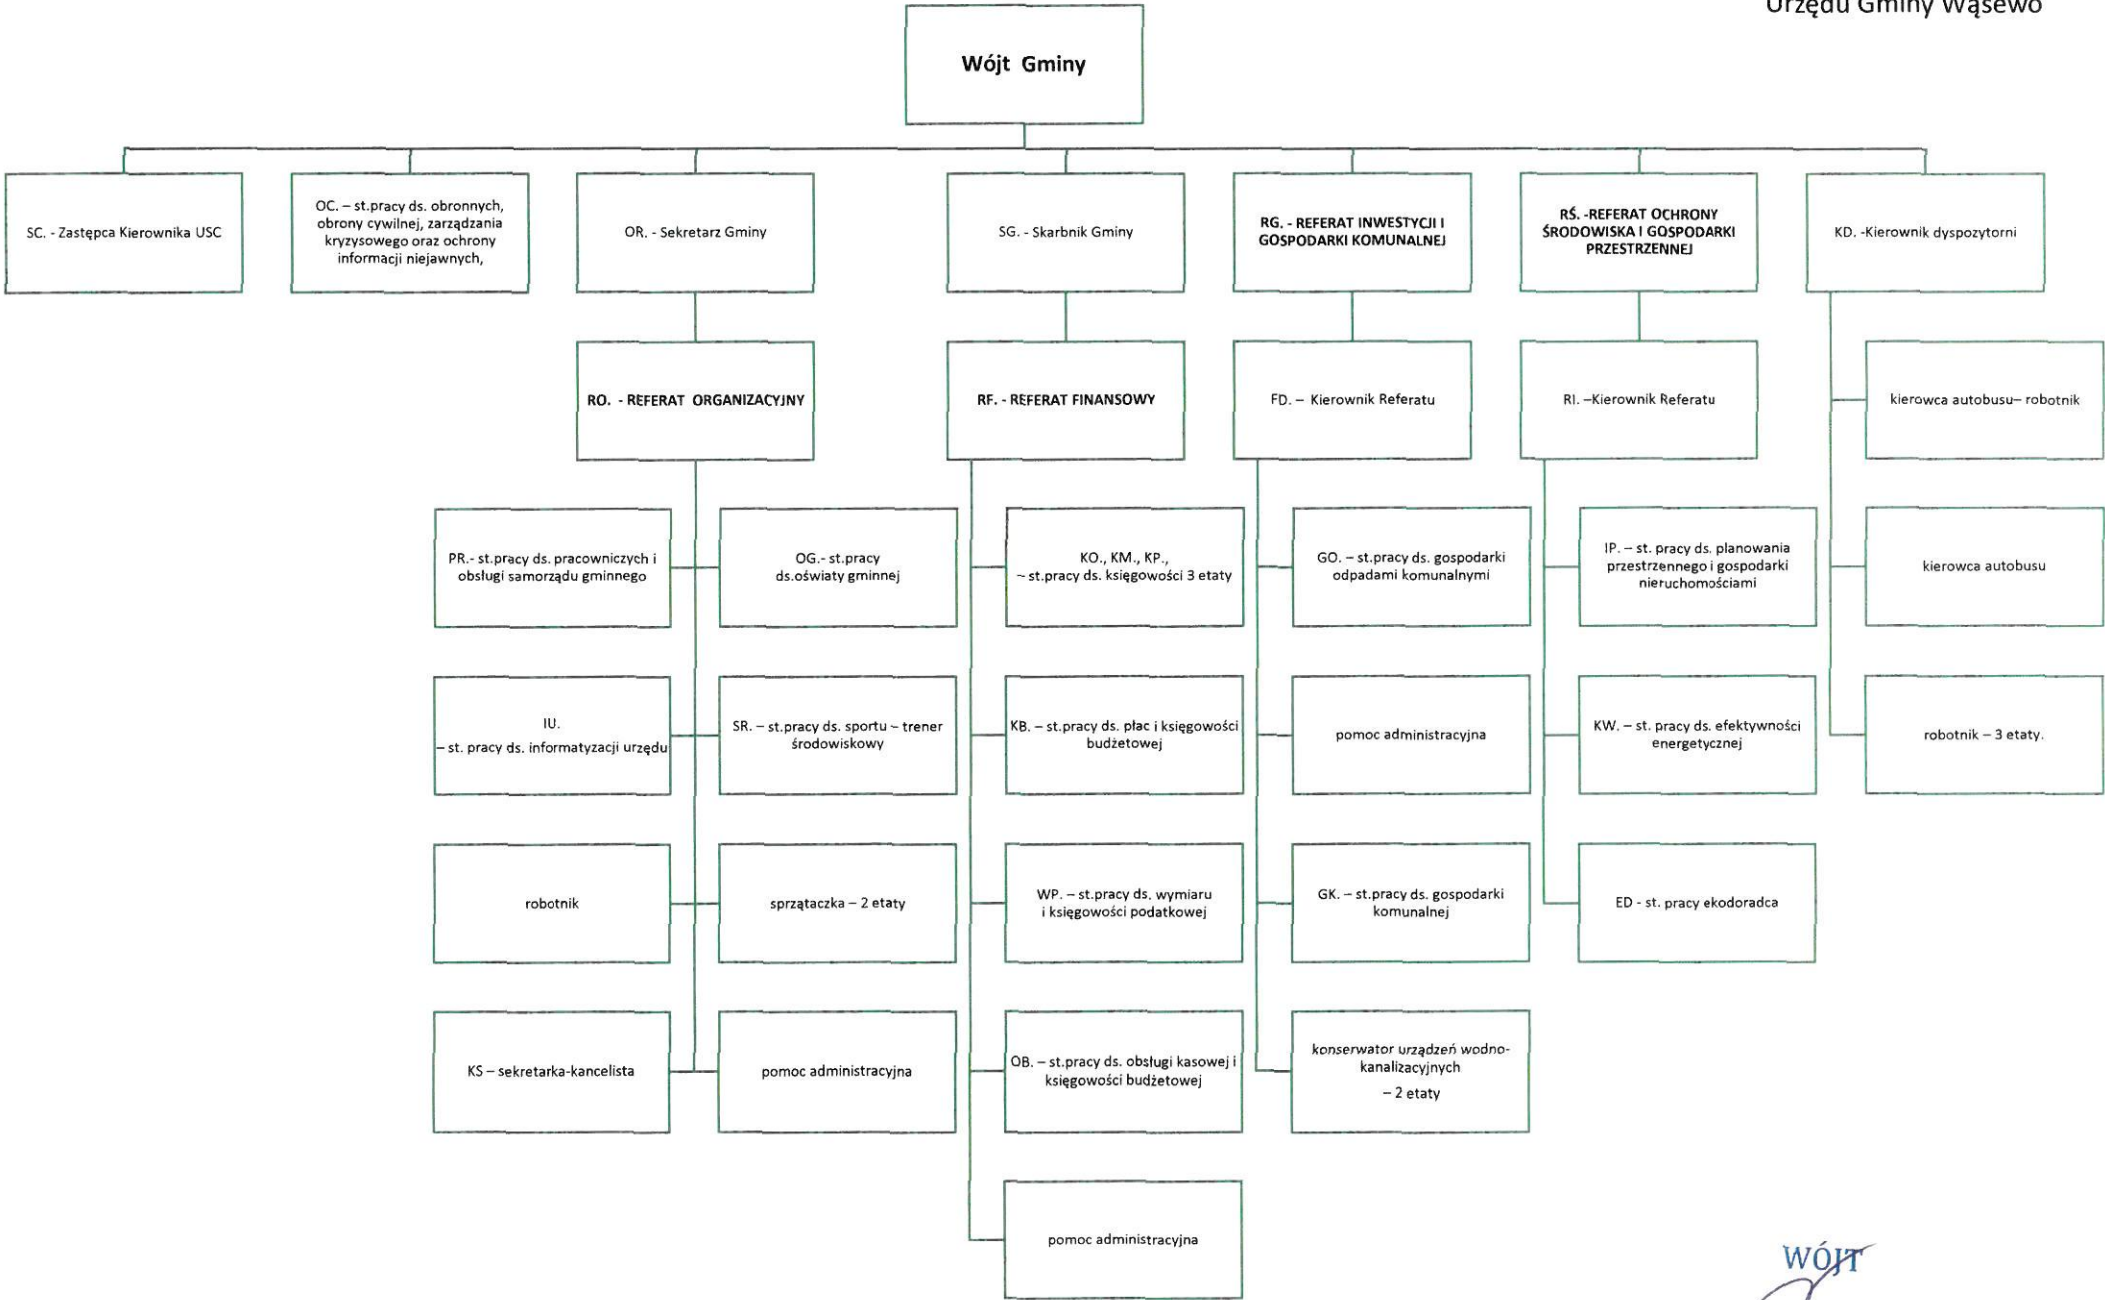 Urzędu Gminy Wąsewo
Wójt Gminy
SC. - Zastępca Kierownika USC
OC. – st.pracy ds. obronnych,
obrony cywilnej, zarządzania
kryzysowego oraz ochrony
informacji niejawnych,
OR. - Sekretarz Gminy
SG. - Skarbnik Gminy
RG. - REFERAT INWESTYCJI I
GOSPODARKI KOMUNALNEJ
RŚ. -REFERAT OCHRONY
ŚRODOWISKA I GOSPODARKI
PRZESTRZENNEJ
KD. -Kierownik dyspozytorni
RO. - REFERAT ORGANIZACYJNY
RF. - REFERAT FINANSOWY
FD. – Kierownik Referatu
RI. –Kierownik Referatu
kierowca autobusu– robotnik
PR.- st.pracy ds. pracowniczych i
obsługi samorządu gminnego
OG.- st.pracy
ds.oświaty gminnej
KO., KM., KP.,
– st.pracy ds. księgowości 3 etaty
GO. – st.pracy ds. gospodarki
odpadami komunalnymi
IP. – st. pracy ds. planowania
przestrzennego i gospodarki
nieruchomościami
kierowca autobusu
IU.
– st. pracy ds. informatyzacji urzędu
SR. – st.pracy ds. sportu – trener
środowiskowy
KB. – st.pracy ds. płac i księgowości
budżetowej
pomoc administracyjna
KW. – st. pracy ds. efektywności
energetycznej
robotnik – 3 etaty.
robotnik
sprzątaczka – 2 etaty
WP. – st.pracy ds. wymiaru
i księgowości podatkowej
GK. – st.pracy ds. gospodarki
komunalnej
ED - st. pracy ekodoradca
KS – sekretarka-kancelista
pomoc administracyjna
OB. – st.pracy ds. obsługi kasowej i
księgowości budżetowej
konserwator urządzeń wodno-
kanalizacyjnych
– 2 etaty
pomoc administracyjna
WÓJT